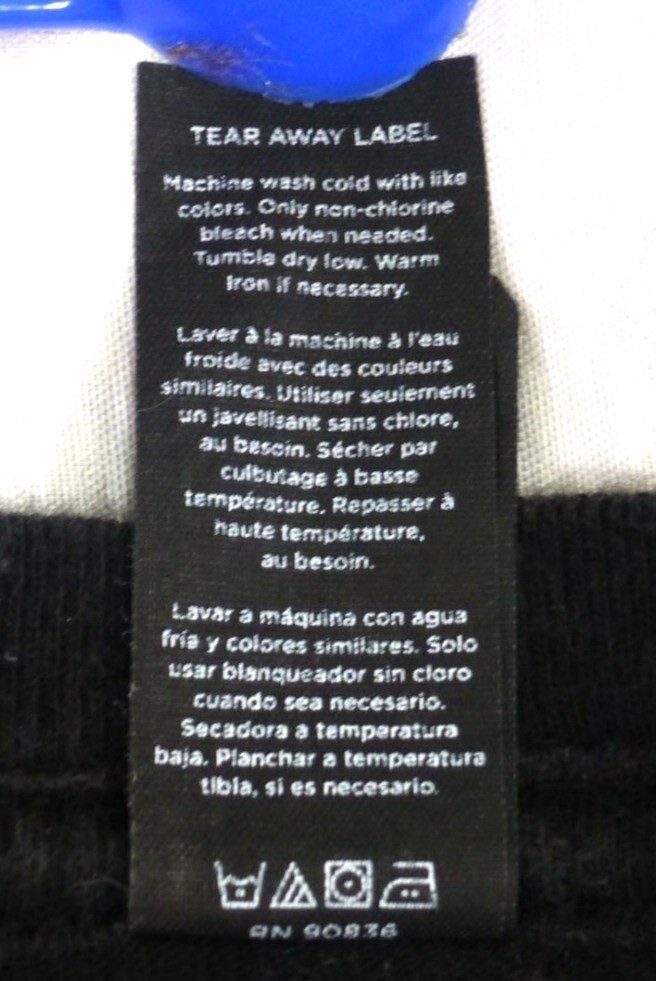 TEAR AWAY LABEL
Machine wash cold with like
colors. Only non-chlorine
bleach when needed.
Tumble dry low. Warm
Iron if necessary.
Laver à la machine à l'eau
froide avec des couleurs
similaires. Utiliser seulement
un javellisant sans chlore,
au besoin. Sécher par
culbutage à basse
température. Repasser à
haute température,
au besoin.
Lavar a máquina con agua
fría y colores similares. Solo
usar blanqueador sin cloro
cuando sea necesario.
Secadora a temperatura
baja. Planchar a temperatura
tibia, si es necesario.
RN 90836